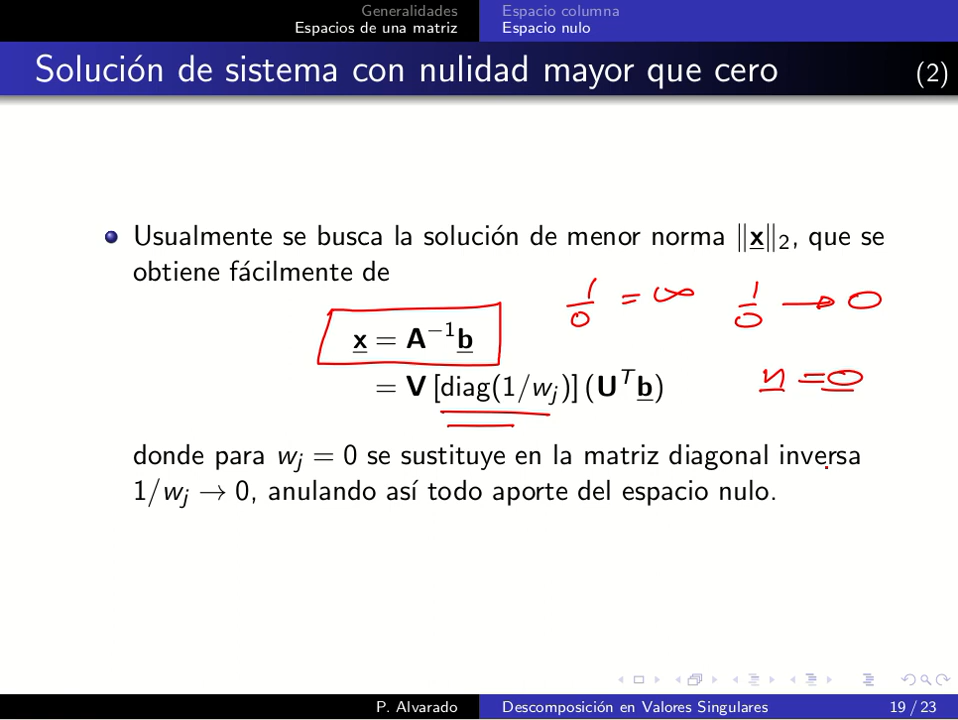 Generalidades Espacio columna
Espacios de una matriz Espacio nulo
Solución de sistema con nulidad mayor que cero (2)
Usualmente se busca la solución de menor norma ‖x‖₂, que se
obtiene fácilmente de
1/0 = ∞ 1/0 → 0
x = A⁻¹b
= V [diag(1/wⱼ)] (Uᵀb)
n = 0
donde para wⱼ = 0 se sustituye en la matriz diagonal inversa
1/wⱼ → 0, anulando así todo aporte del espacio nulo.
P. Alvarado Descomposición en Valores Singulares 19 / 23